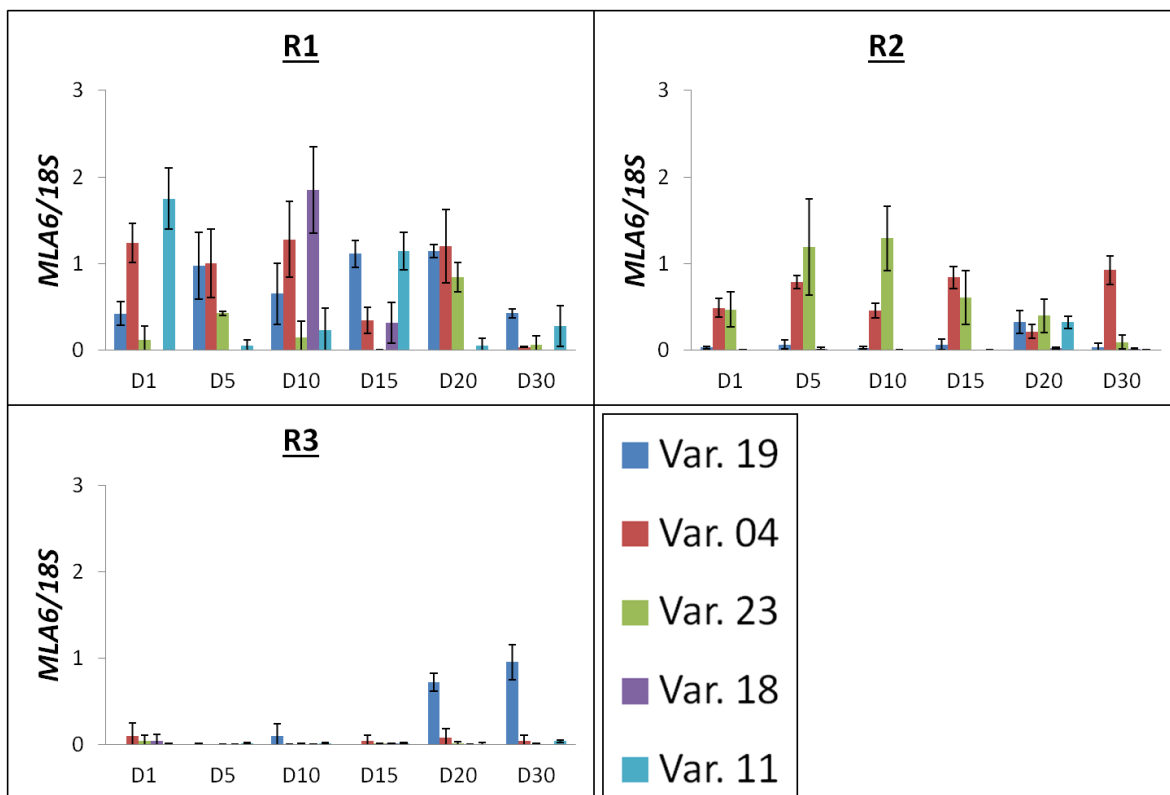 R1
3
2
1
0
MLA6/18S
D1 D5 D10 D15 D20 D30
R2
3
2
1
0
MLA6/18S
D1 D5 D10 D15 D20 D30
R3
3
2
1
0
MLA6/18S
D1 D5 D10 D15 D20 D30
Var. 19
Var. 04
Var. 23
Var. 18
Var. 11